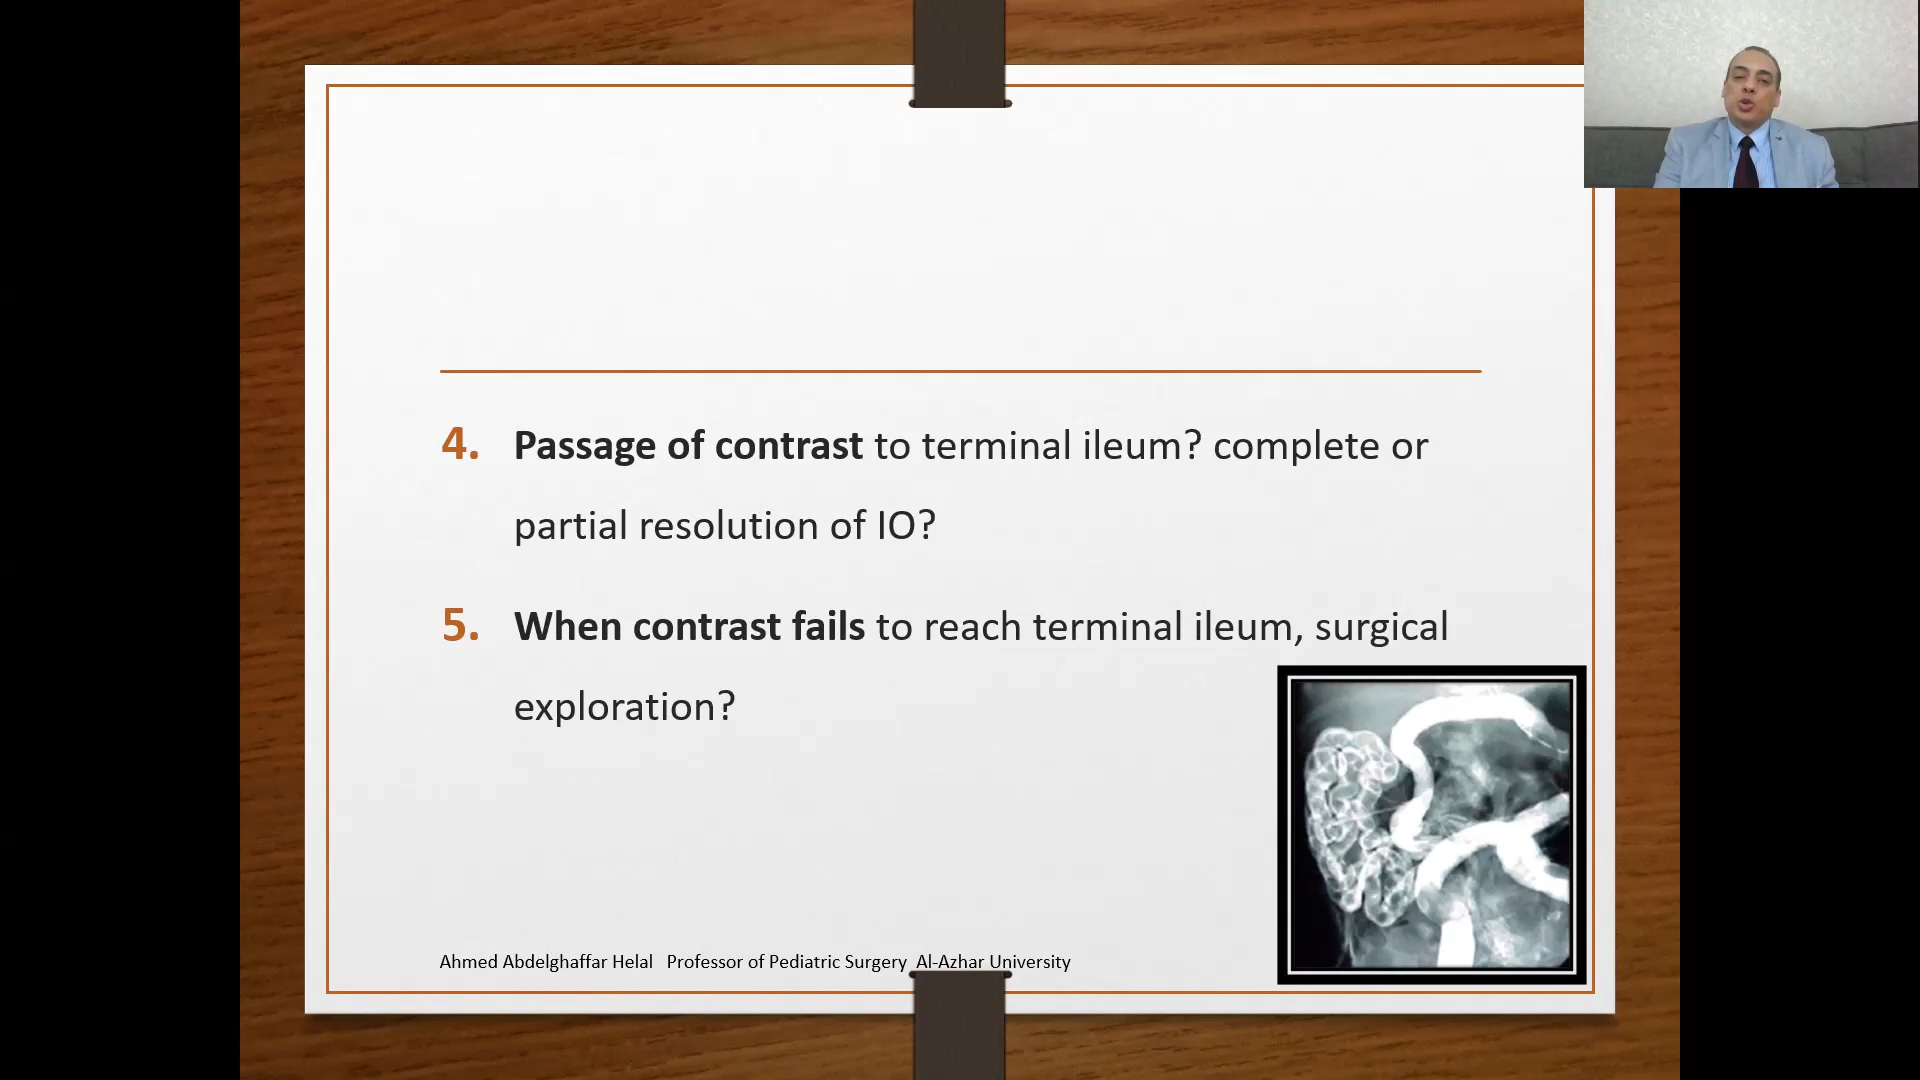 4. Passage of contrast to terminal ileum? complete or
partial resolution of IO?
5. When contrast fails to reach terminal ileum, surgical
exploration?
Ahmed Abdelghaffar Helal Professor of Pediatric Surgery Al-Azhar University